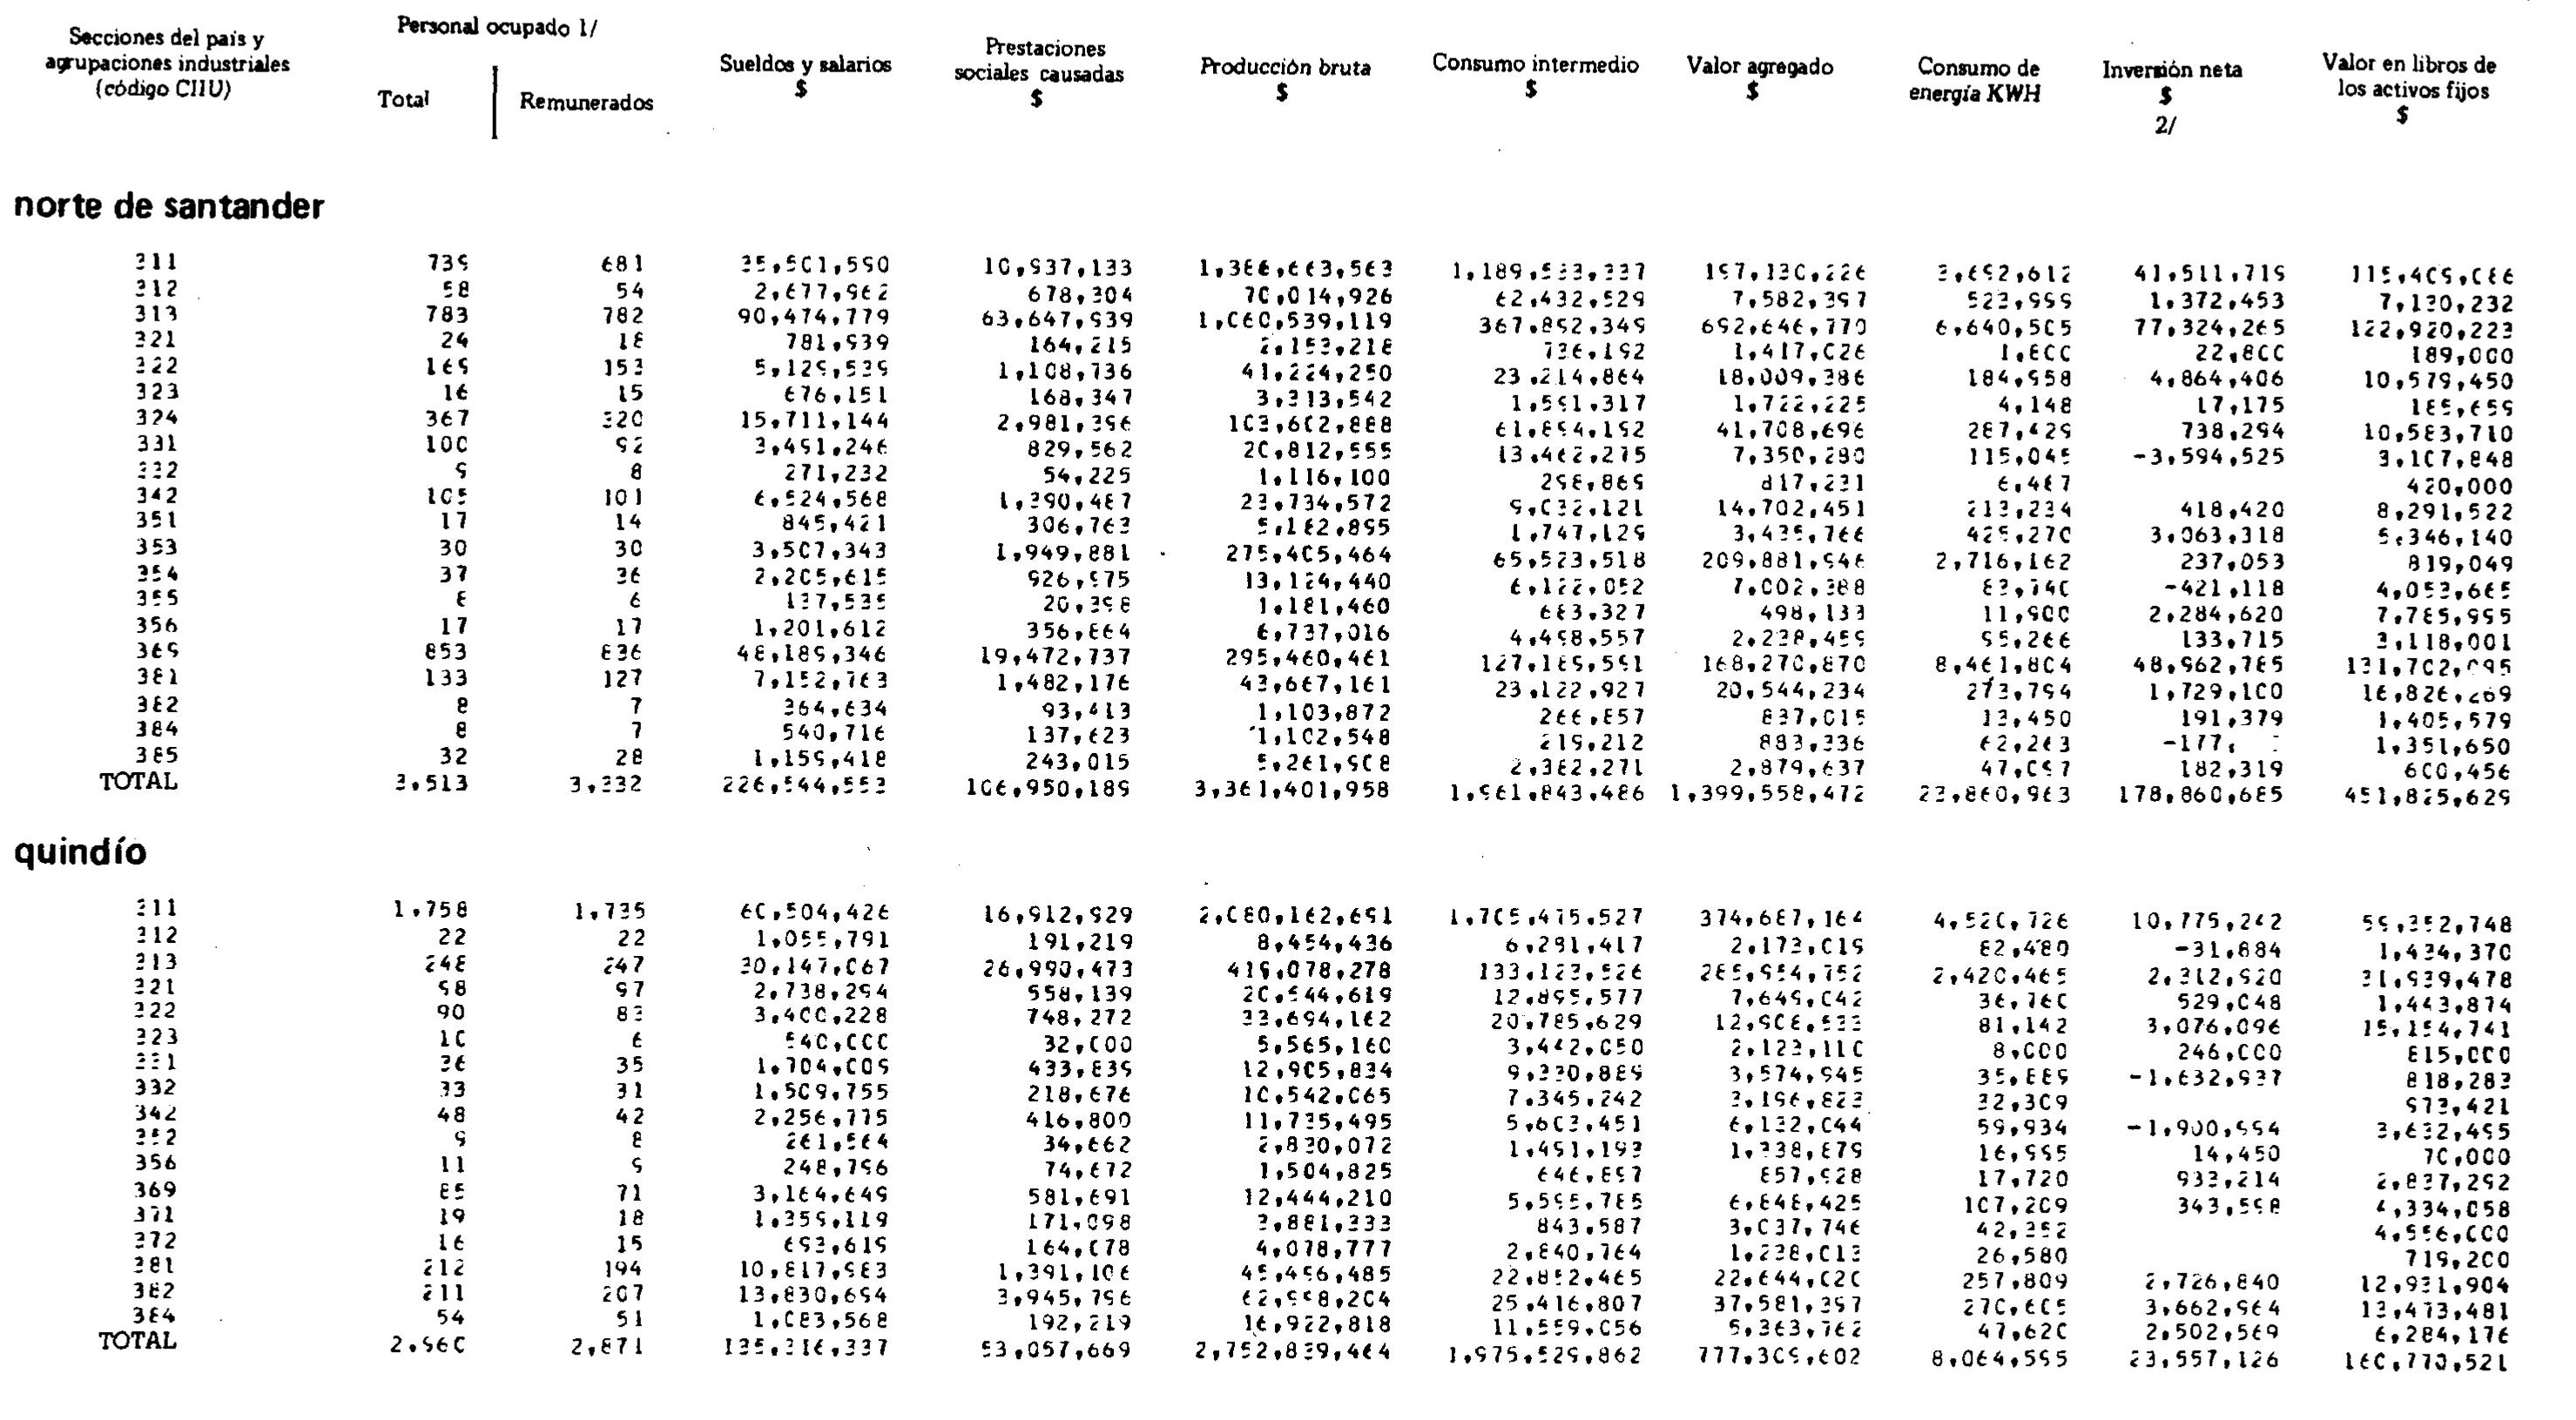 Secciones del país y agrupaciones industriales (código CIIU) Personal ocupado 1/ Total Remunerados Sueldos y salarios $ Prestaciones sociales causadas $ Producción bruta $ Consumo intermedio $ Valor agregado $ Consumo de energía KWH Inversión neta $ 2/ Valor en libros de los activos fijos $
norte de santander
311 739 681 35,501,590 10,937,133 1,386,663,563 1,189,533,337 197,130,226 3,692,612 41,511,719 115,409,086
312 58 54 2,677,962 678,304 70,014,926 62,432,529 7,582,397 523,999 1,372,453 7,130,232
313 783 782 90,474,779 63,647,939 1,060,539,119 367,892,349 692,646,770 6,640,505 77,324,265 122,920,223
321 24 18 781,939 164,215 2,153,218 736,192 1,417,026 1,800 22,800 189,000
322 169 153 5,129,539 1,108,736 41,224,250 23,214,864 18,009,386 184,958 4,864,406 10,579,450
323 16 15 676,151 168,347 3,313,542 1,591,317 1,722,225 4,148 17,175 185,659
324 367 320 15,711,144 2,981,396 103,602,888 61,894,192 41,708,696 287,429 738,294 10,583,710
331 100 92 3,491,246 829,562 20,812,555 13,462,275 7,350,280 115,045 -3,594,525 3,107,848
332 9 8 271,232 54,225 1,116,100 298,869 817,231 6,467 420,000
342 105 101 6,524,568 1,390,487 23,734,572 9,032,121 14,702,451 213,234 418,420 8,291,522
351 17 14 845,421 306,763 5,182,895 1,747,129 3,435,766 425,270 3,063,318 5,346,140
353 30 30 3,507,343 1,949,881 275,405,464 65,523,518 209,881,946 2,716,162 237,053 819,049
354 37 36 2,205,615 926,975 13,124,440 6,122,052 7,002,388 83,740 -421,118 4,053,665
355 8 6 137,535 20,398 1,181,460 683,327 498,133 11,900 2,284,620 7,785,995
356 17 17 1,201,612 356,864 6,737,016 4,498,557 2,238,459 95,266 133,715 3,118,001
369 853 836 48,189,346 19,472,737 295,460,461 127,189,591 168,270,870 8,461,804 48,962,785 131,702,095
381 133 127 7,152,763 1,482,176 43,667,161 23,122,927 20,544,234 273,794 1,729,100 16,826,269
382 8 7 364,634 93,413 1,103,872 266,857 837,015 13,450 191,379 1,405,579
384 8 7 540,716 137,623 1,102,548 219,212 883,336 62,263 -177, 1,351,650
385 32 28 1,159,418 243,015 5,261,908 2,382,271 2,879,637 47,097 182,319 600,456
TOTAL 3,513 3,332 226,544,553 106,950,189 3,361,401,958 1,961,843,486 1,399,558,472 23,860,963 178,860,685 451,825,629
quindío
311 1,758 1,735 60,504,426 16,912,929 2,080,162,691 1,705,475,527 374,687,164 4,520,726 10,775,242 59,352,748
312 22 22 1,055,791 191,219 8,454,436 6,281,417 2,173,019 82,480 -31,884 1,434,370
313 248 247 30,147,067 26,990,473 419,078,278 133,123,526 285,954,752 2,420,465 2,312,920 31,939,478
321 98 97 2,738,294 558,139 20,544,619 12,895,577 7,649,042 36,760 529,048 1,443,874
322 90 83 3,400,228 748,272 33,694,162 20,785,629 12,908,533 81,142 3,076,096 15,154,741
323 10 6 540,000 32,000 5,565,160 3,442,050 2,123,110 8,000 246,000 815,000
331 36 35 1,704,009 433,839 12,905,834 9,330,889 3,574,945 35,889 -1,632,937 818,283
332 33 31 1,509,755 218,676 10,542,065 7,345,242 3,196,823 32,309 973,421
342 48 42 2,256,775 416,800 11,735,495 5,603,451 6,132,044 59,934 -1,900,994 3,632,495
352 9 8 261,564 34,662 2,830,072 1,491,193 1,338,879 16,995 14,450 70,000
356 11 9 248,796 74,672 1,504,825 646,897 857,928 17,720 933,214 2,837,292
369 85 71 3,164,649 581,691 12,444,210 5,595,785 6,848,425 107,209 343,598 4,334,058
371 19 18 1,359,119 171,098 3,881,333 843,587 3,037,746 42,352 4,556,000
372 16 15 693,619 164,078 4,078,777 2,840,764 1,238,013 26,580 719,200
381 212 194 10,817,983 1,391,106 45,496,485 22,852,465 22,644,020 257,809 2,726,840 12,931,904
382 211 207 13,830,694 3,945,796 62,998,204 25,416,807 37,581,397 270,605 3,662,964 13,473,481
384 54 51 1,083,568 192,219 16,922,818 11,559,056 5,363,762 47,620 2,502,569 6,284,176
TOTAL 2,960 2,871 135,316,337 53,057,669 2,752,839,464 1,975,529,862 777,309,602 8,064,595 23,557,126 160,770,521